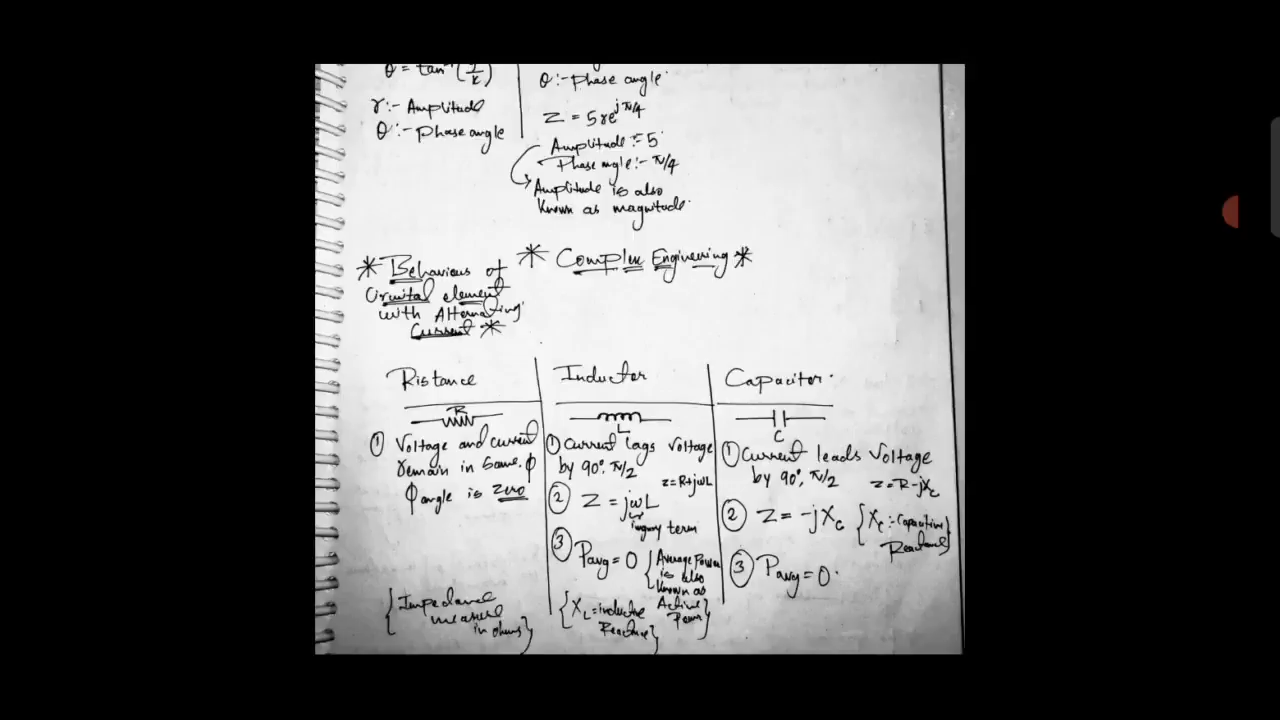 θ = tan⁻¹(y/x)
r :- Amplitude
θ :- phase angle
θ :- Phase angle
Z = 5re^jπ/4
Amplitude :- 5
Phase angle :- π/4
Amplitude is also
known as magnitude
* Behaviour of
Circuital element
with Alternating
Current *
* Complex Engineering *
Ristance
R
① Voltage and current
remain in same ϕ
ϕ angle is zero
{Impedance
measure
in ohms}
Inductor
L
① Current lags voltage
by 90°, π/2
Z = R+jωL
② Z = jωL
③ Pavg = 0
{Average Power
is also
known as
Active
Power}
{XL = inductive
Reactance}
Capacitor
C
① Current leads Voltage
by 90°, π/2
Z = R-jXc
② Z = -jXc
{Xc :- Capacitive
Reactance}
③ Pavg = 0